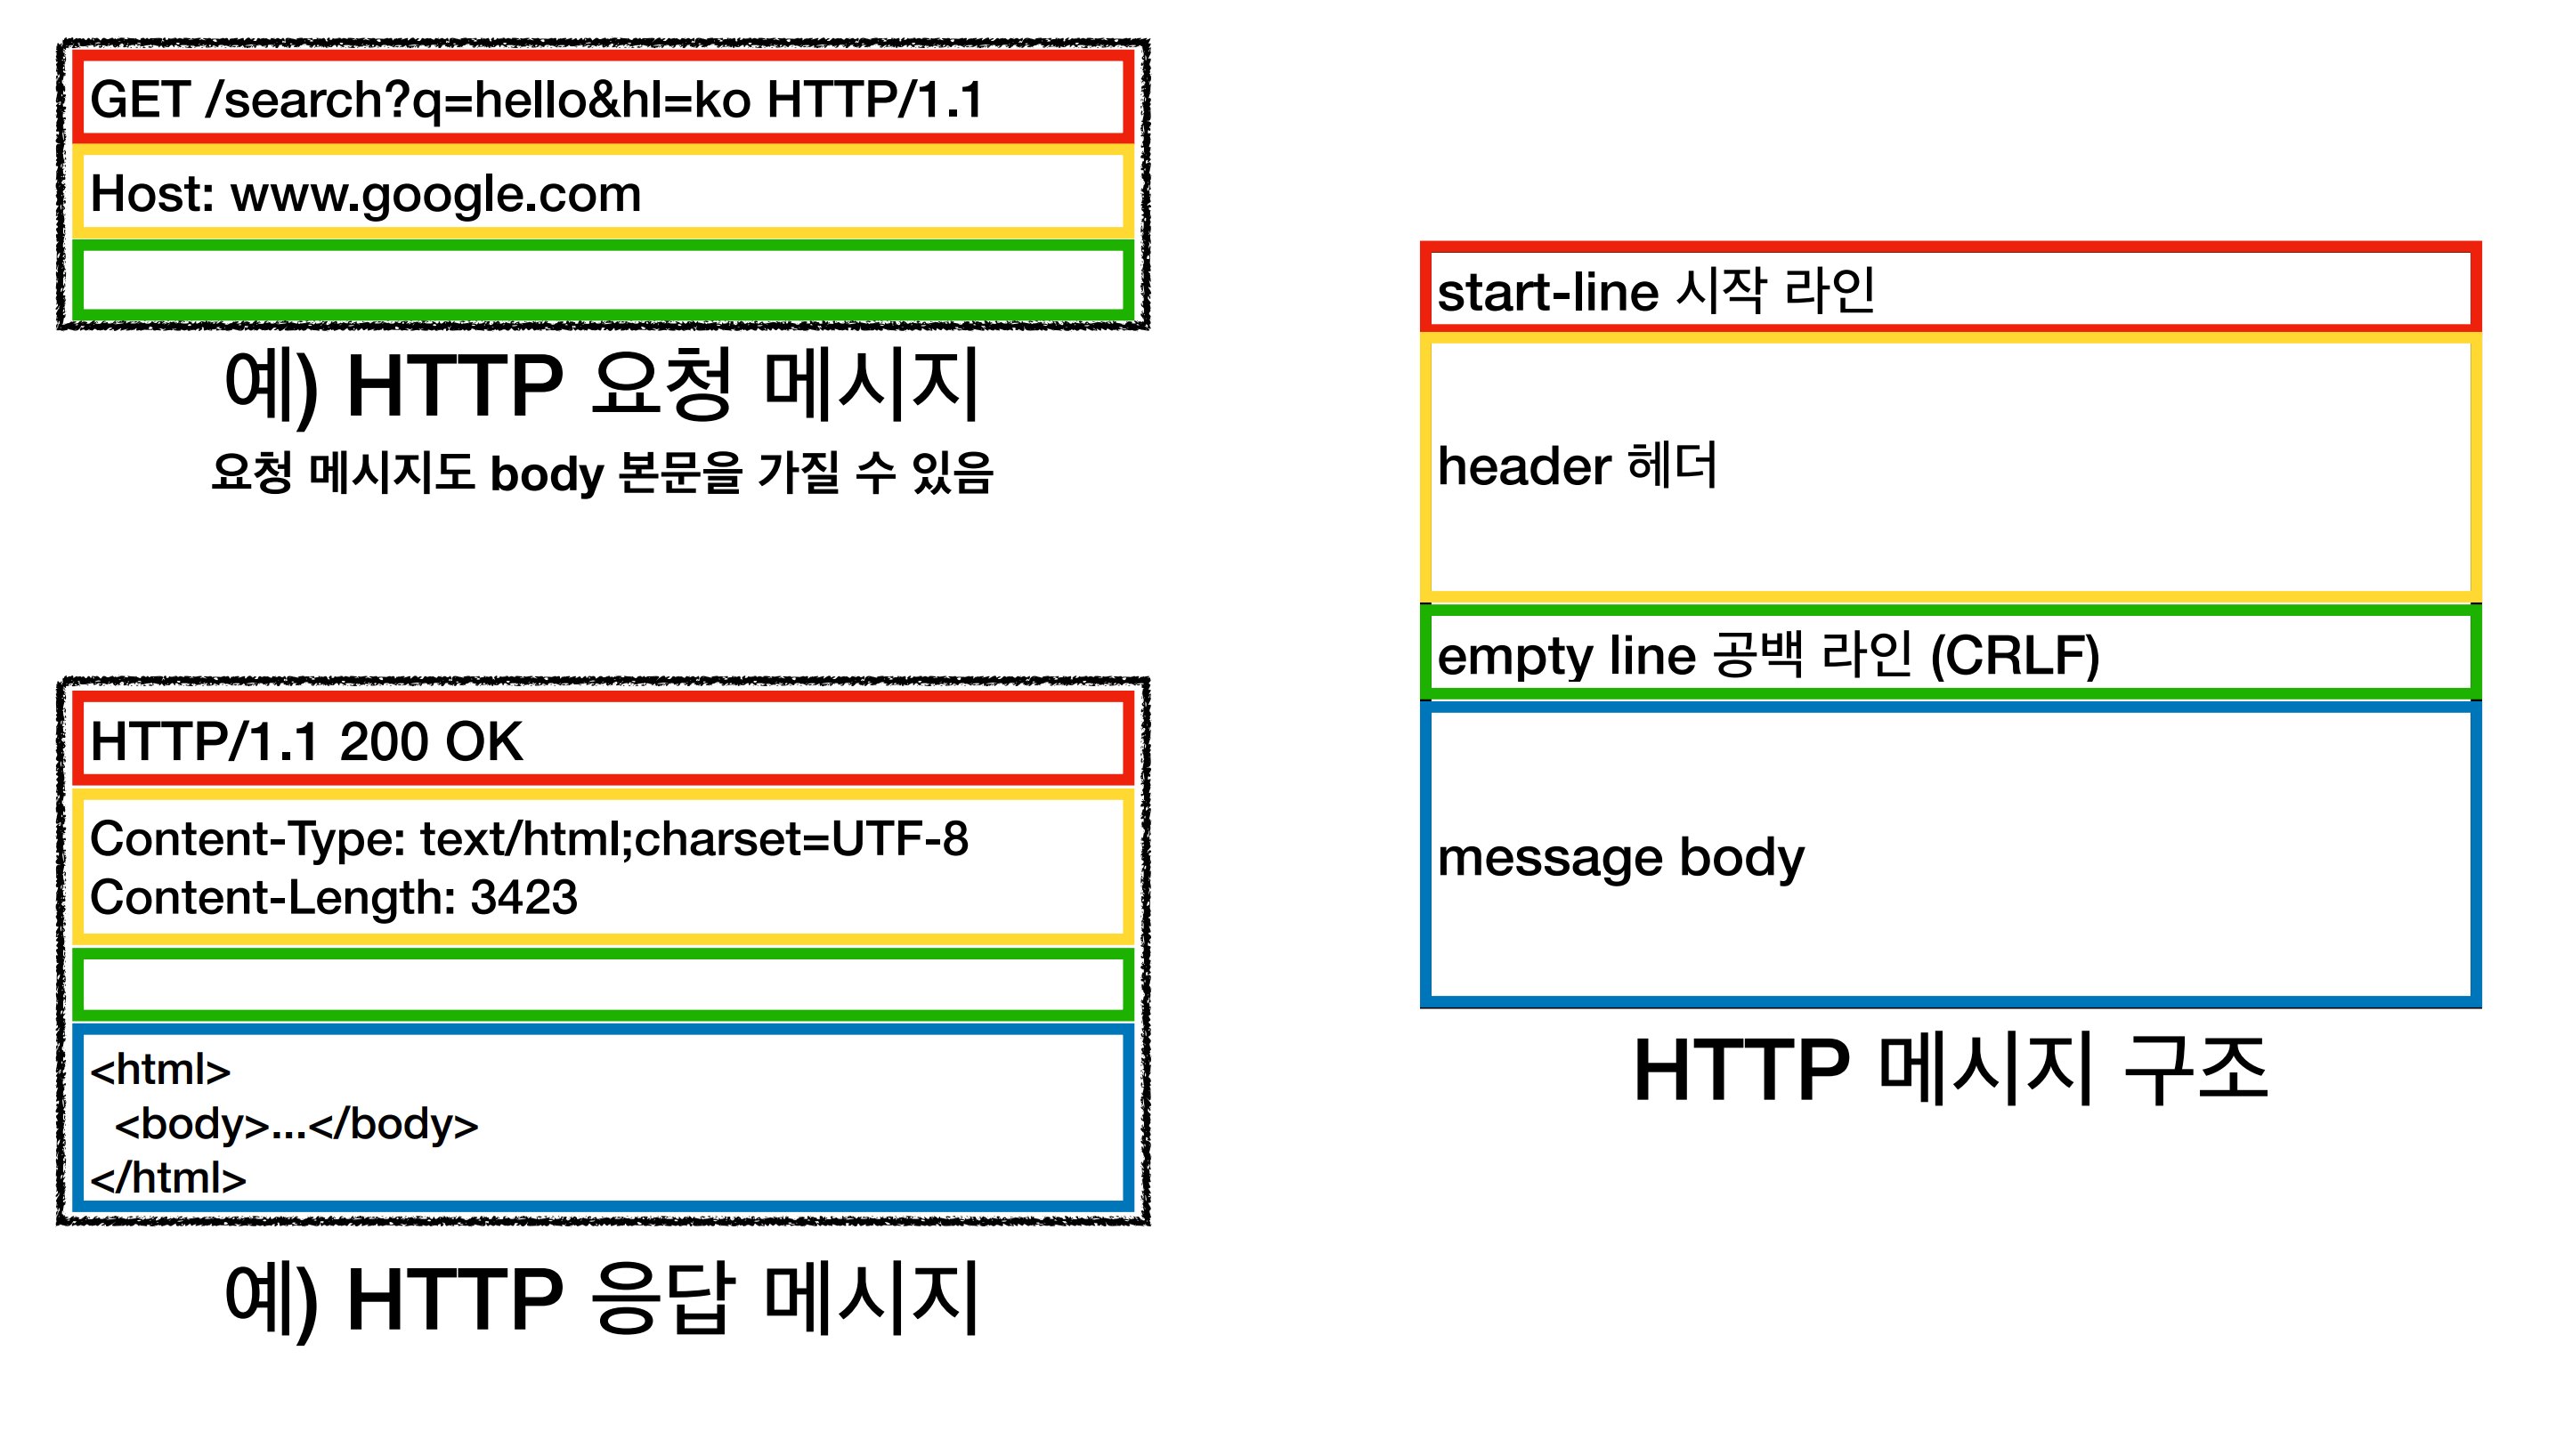 GET /search?q=hello&hl=ko HTTP/1.1
Host: www.google.com
예) HTTP 요청 메시지
요청 메시지도 body 본문을 가질 수 있음
HTTP/1.1 200 OK
Content-Type: text/html;charset=UTF-8
Content-Length: 3423
<html>
  <body>...</body>
</html>
예) HTTP 응답 메시지
start-line 시작 라인
header 헤더
empty line 공백 라인 (CRLF)
message body
HTTP 메시지 구조